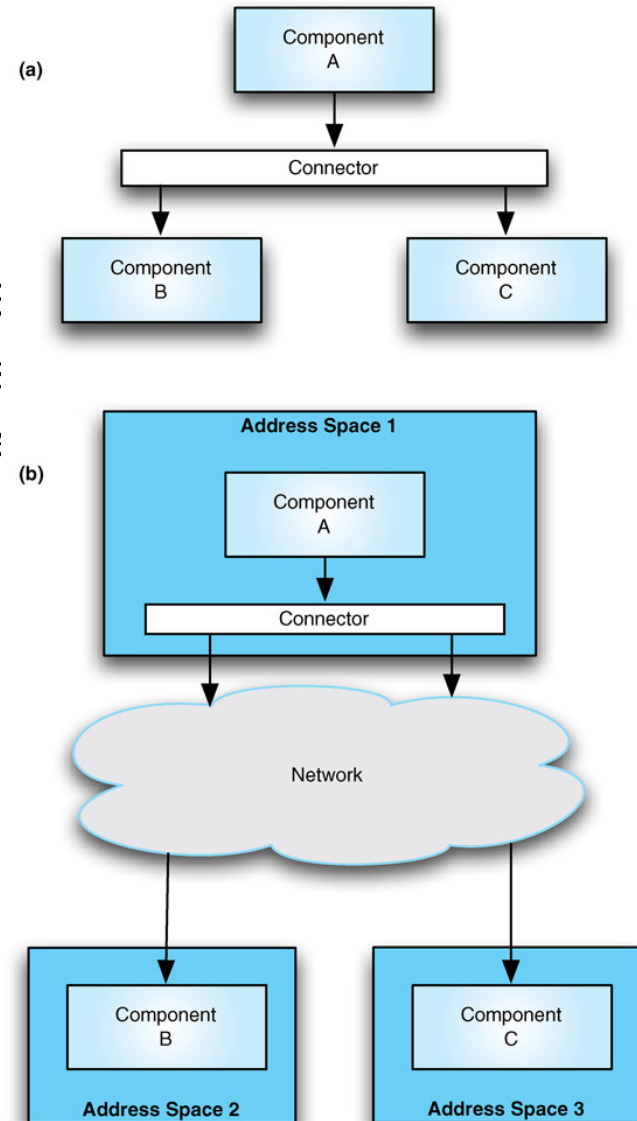 Component
A
(a)
Connector
Component
B
Component
C
Address Space 1
(b)
Component
A
Connector
Network
Component
B
Address Space 2
Component
C
Address Space 3